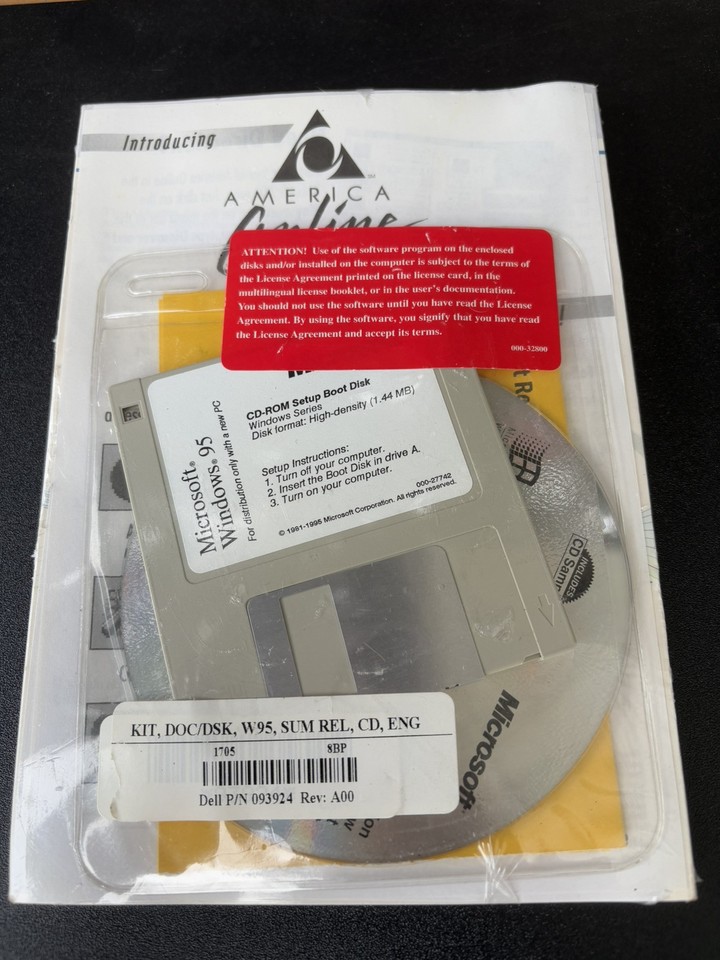 Introducing
AMERICA
Online
SM
ATTENTION! Use of the software program on the enclosed
disks and/or installed on the computer is subject to the terms of
the License Agreement printed on the license card, in the
multilingual license booklet, or in the user's documentation.
You should not use the software until you have read the License
Agreement. By using the software, you signify that you have read
the License Agreement and accept its terms.
000-32800
Microsoft®
Windows® 95
For distribution only with a new PC
CD-ROM Setup Boot Disk
Windows Series
Disk format: High-density (1.44 MB)
Setup Instructions:
1. Turn off your computer.
2. Insert the Boot Disk in drive A.
3. Turn on your computer.
000-27742
© 1981-1995 Microsoft Corporation. All rights reserved.
INCLUDES
CD Sam
Microsoft
KIT, DOC/DSK, W95, SUM REL, CD, ENG
1705 8BP
Dell P/N 093924 Rev: A00